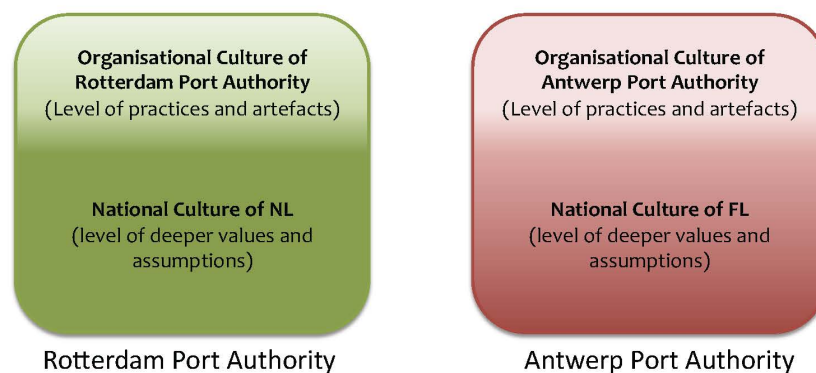 Organisational Culture of
Rotterdam Port Authority
(Level of practices and artefacts)
National Culture of NL
(level of deeper values and
assumptions)
Rotterdam Port Authority
Organisational Culture of
Antwerp Port Authority
(Level of practices and artefacts)
National Culture of FL
(level of deeper values and
assumptions)
Antwerp Port Authority